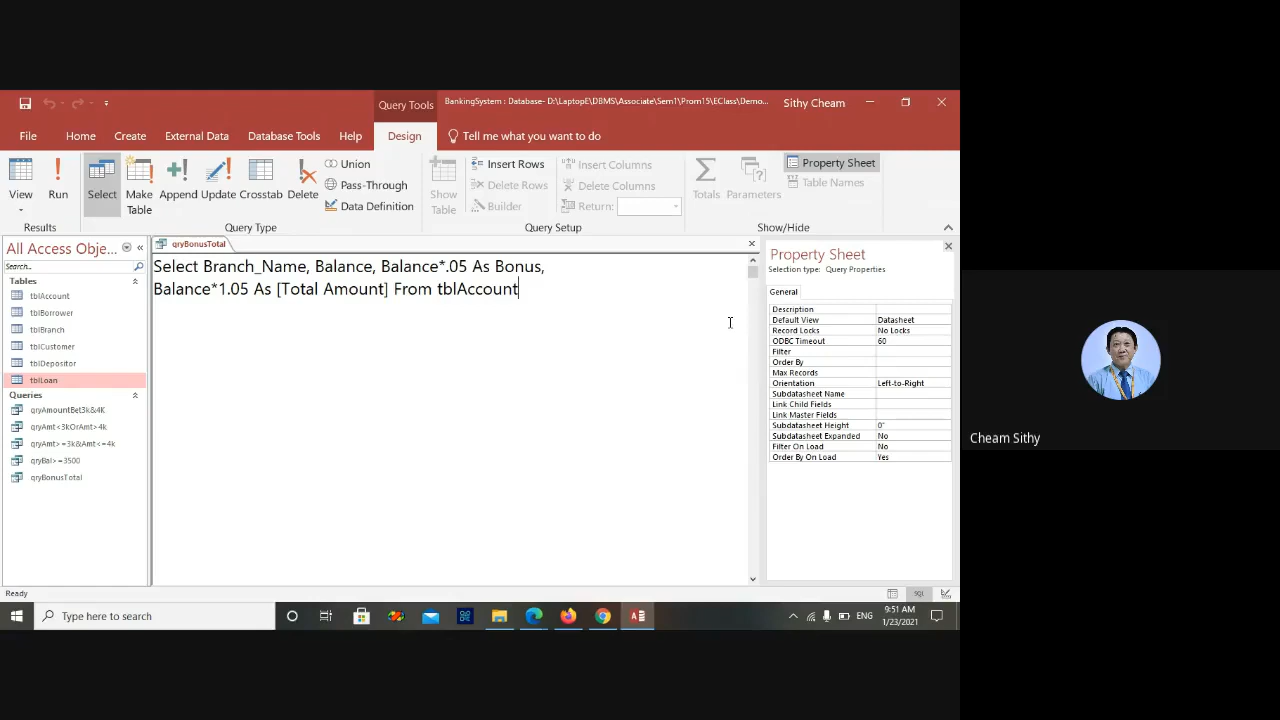 Query Tools
BankingSystem : Database- D:\LaptopE\DBMS\Associate\Sem1\Prom15\EClass\Demo...
Sithy Cheam
File
Home
Create
External Data
Database Tools
Help
Design
Tell me what you want to do
View
Run
Select
Make Table
Append
Update
Crosstab
Delete
Union
Pass-Through
Data Definition
Show Table
Insert Rows
Delete Rows
Builder
Insert Columns
Delete Columns
Return:
Totals
Parameters
Property Sheet
Table Names
Results
Query Type
Query Setup
Show/Hide
All Access Obje...
Search...
Tables
tblAccount
tblBorrower
tblBranch
tblCustomer
tblDepositor
tblLoan
Queries
qryAmountBet3k&4K
qryAmt<3kOrAmt>4k
qryAmt>=3k&Amt<=4k
qryBal>=3500
qryBonusTotal
qryBonusTotal
Select Branch_Name, Balance, Balance*.05 As Bonus,
Balance*1.05 As [Total Amount] From tblAccount
Property Sheet
Selection type: Query Properties
General
Description
Default View Datasheet
Record Locks No Locks
ODBC Timeout 60
Filter
Order By
Max Records
Orientation Left-to-Right
Subdatasheet Name
Link Child Fields
Link Master Fields
Subdatasheet Height 0"
Subdatasheet Expanded No
Filter On Load No
Order By On Load Yes
Cheam Sithy
Ready
SQL
Type here to search
ENG
9:51 AM
1/23/2021